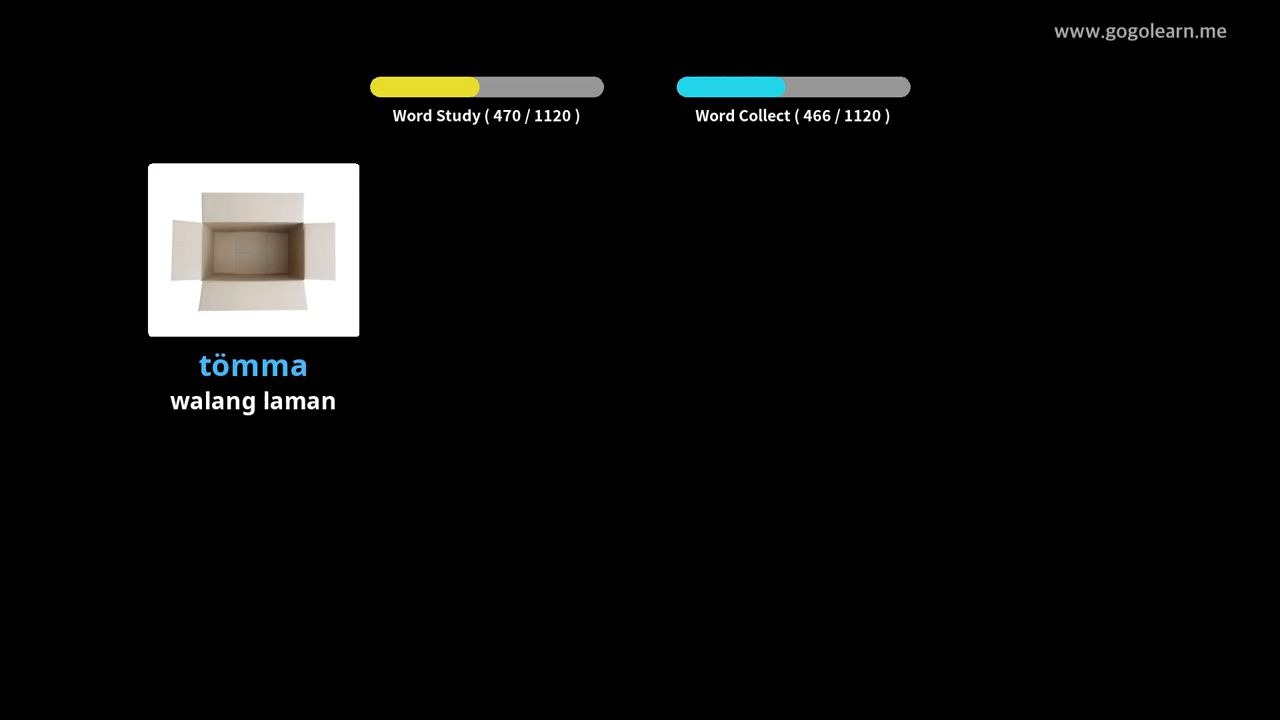 www.gogolearn.me
Word Study ( 470 / 1120 )
Word Collect ( 466 / 1120 )
tömma
walang laman